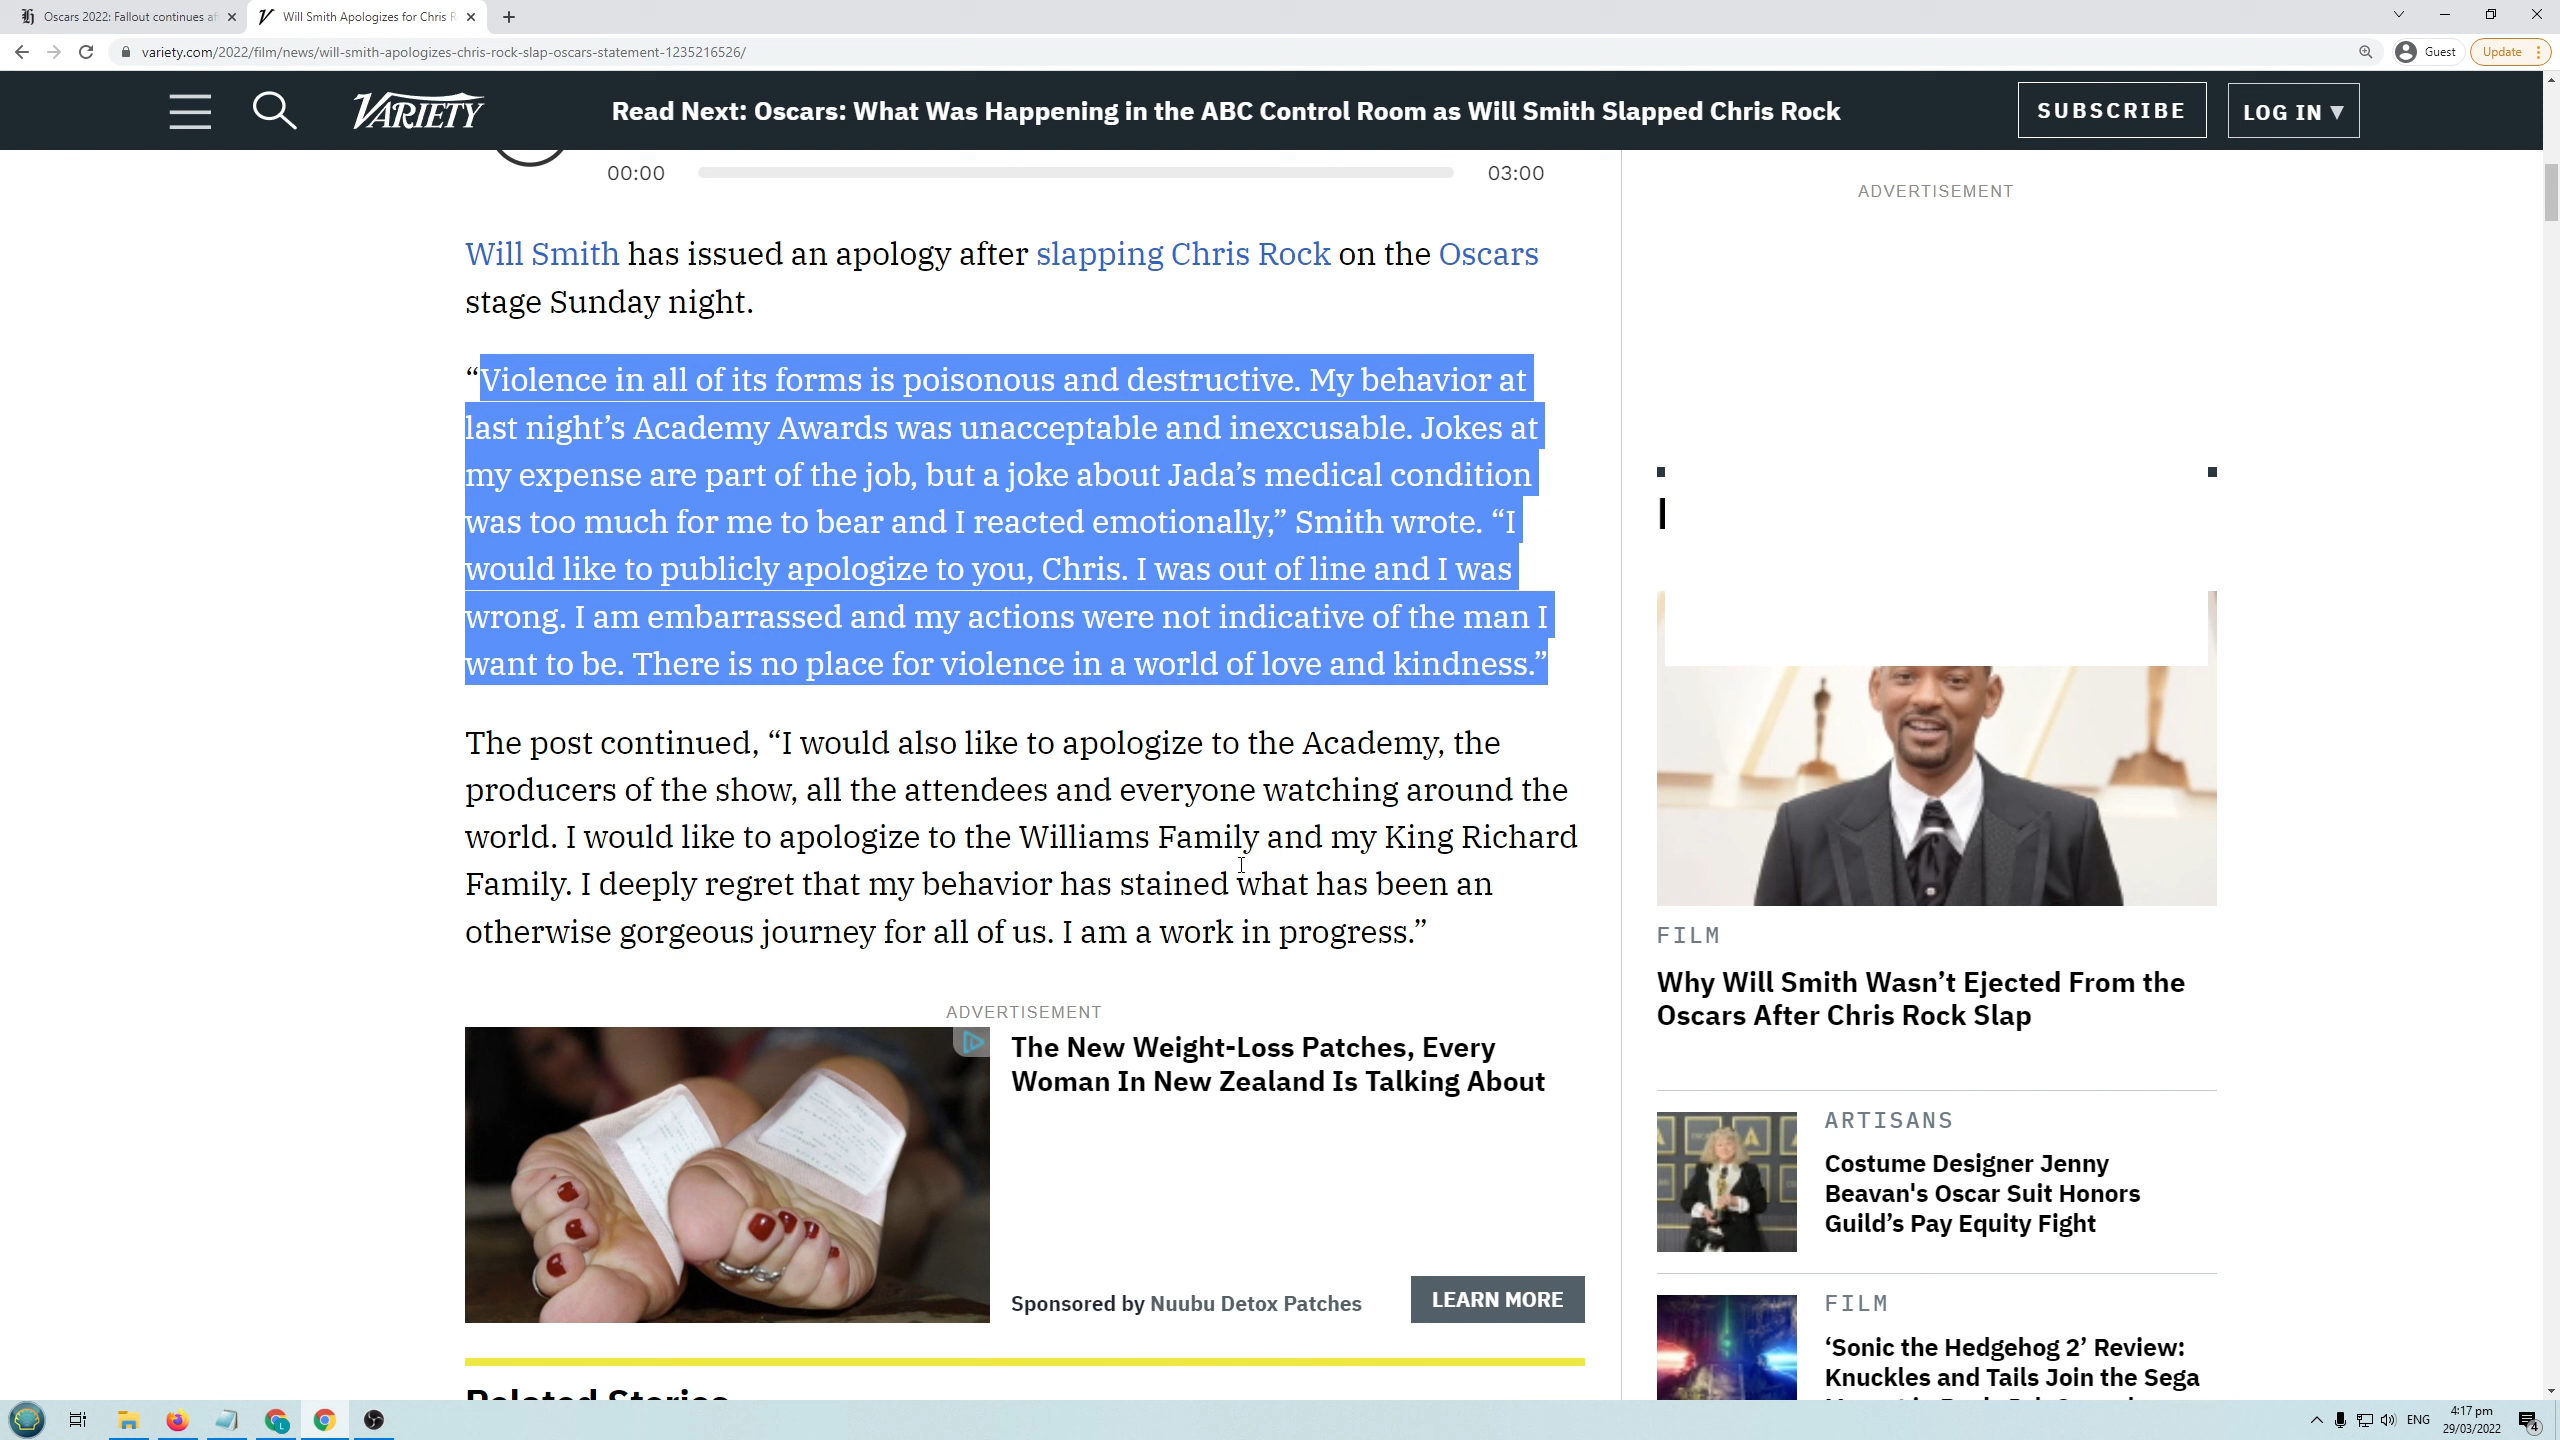 Oscars 2022: Fallout continues af
Will Smith Apologizes for Chris R
variety.com/2022/film/news/will-smith-apologizes-chris-rock-slap-oscars-statement-1235216526/
Guest
Update
VARIETY
Read Next: Oscars: What Was Happening in the ABC Control Room as Will Smith Slapped Chris Rock
SUBSCRIBE
LOG IN ▼
00:00
03:00
Will Smith has issued an apology after slapping Chris Rock on the Oscars
stage Sunday night.
“Violence in all of its forms is poisonous and destructive. My behavior at
last night’s Academy Awards was unacceptable and inexcusable. Jokes at
my expense are part of the job, but a joke about Jada’s medical condition
was too much for me to bear and I reacted emotionally,” Smith wrote. “I
would like to publicly apologize to you, Chris. I was out of line and I was
wrong. I am embarrassed and my actions were not indicative of the man I
want to be. There is no place for violence in a world of love and kindness.”
The post continued, “I would also like to apologize to the Academy, the
producers of the show, all the attendees and everyone watching around the
world. I would like to apologize to the Williams Family and my King Richard
Family. I deeply regret that my behavior has stained what has been an
otherwise gorgeous journey for all of us. I am a work in progress.”
ADVERTISEMENT
The New Weight-Loss Patches, Every
Woman In New Zealand Is Talking About
Sponsored by Nuubu Detox Patches
LEARN MORE
Related Stories
ADVERTISEMENT
FILM
Why Will Smith Wasn’t Ejected From the
Oscars After Chris Rock Slap
ARTISANS
Costume Designer Jenny
Beavan's Oscar Suit Honors
Guild’s Pay Equity Fight
FILM
‘Sonic the Hedgehog 2’ Review:
Knuckles and Tails Join the Sega
ENG
4:17 pm
29/03/2022
4